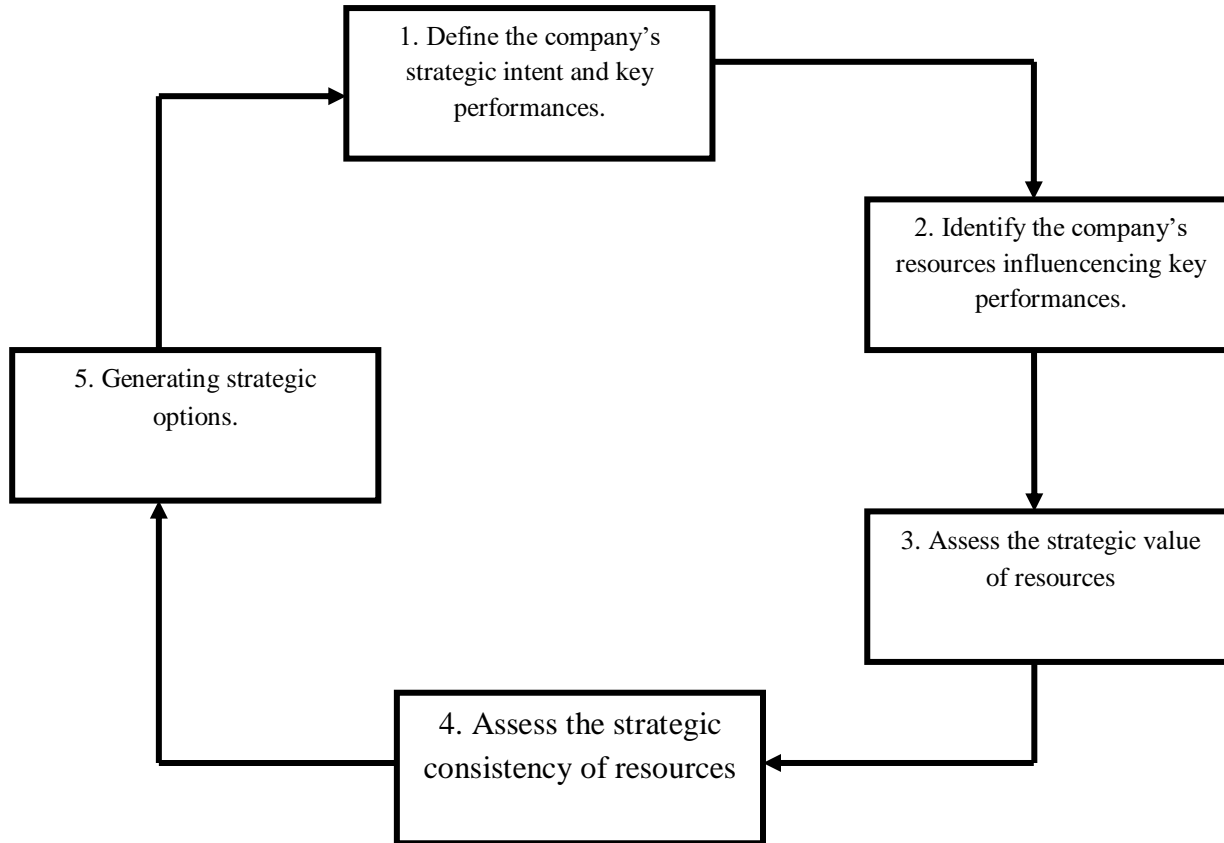 1. Define the company’s
strategic intent and key
performances.
2. Identify the company’s
resources influencencing key
performances.
3. Assess the strategic value
of resources
4. Assess the strategic
consistency of resources
5. Generating strategic
options.